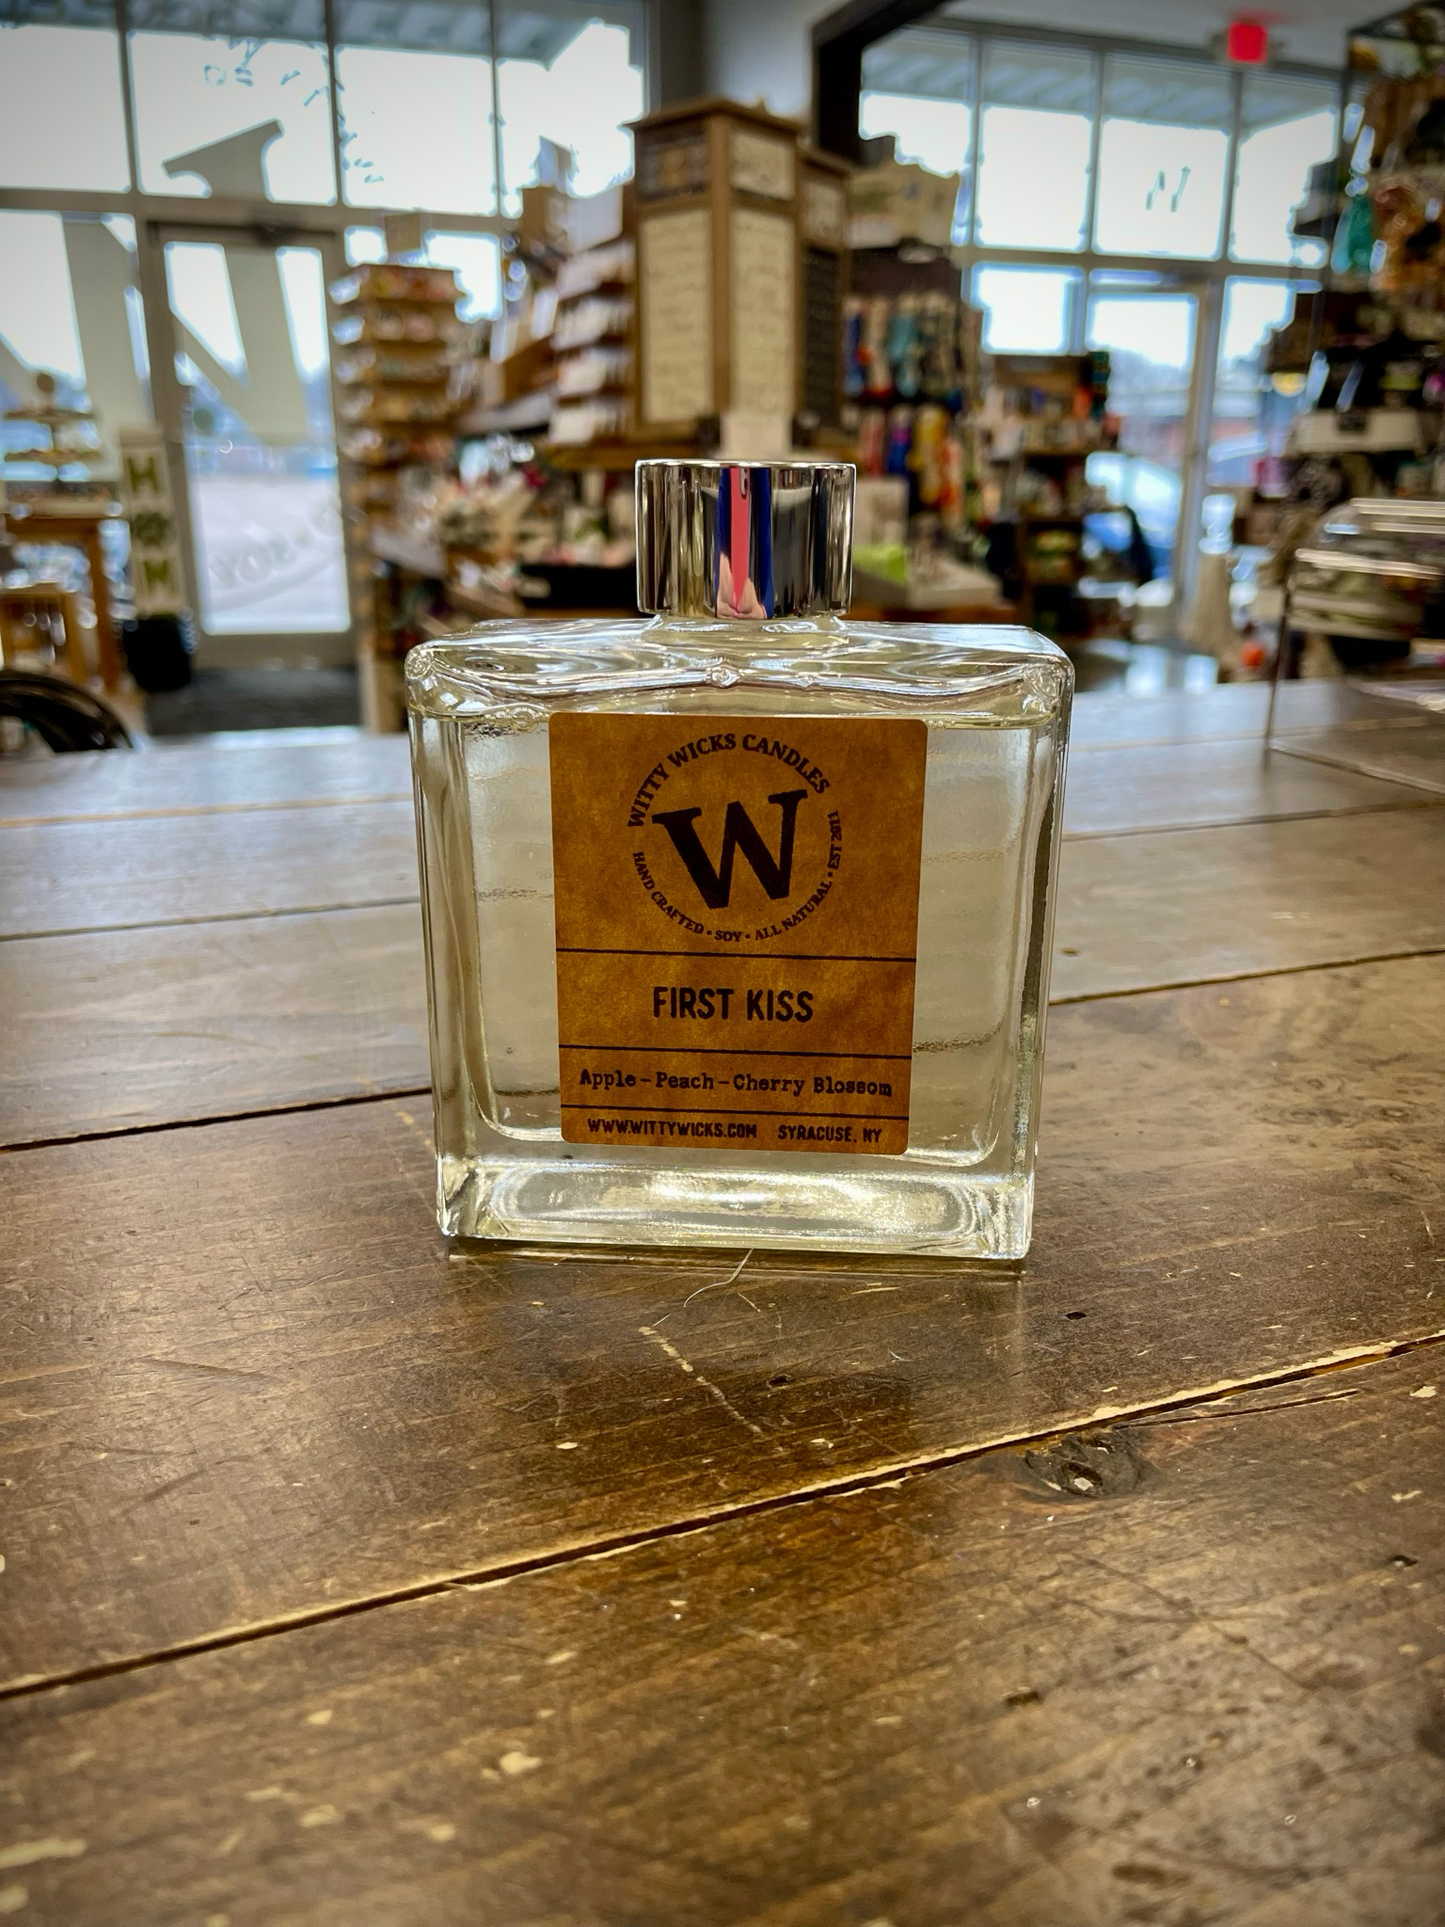 WITTY WICKS CANDLES
W
HAND CRAFTED • SOY • ALL NATURAL • EST 2011
FIRST KISS
Apple - Peach - Cherry Blossom
WWW.WITTYWICKS.COM SYRACUSE, NY